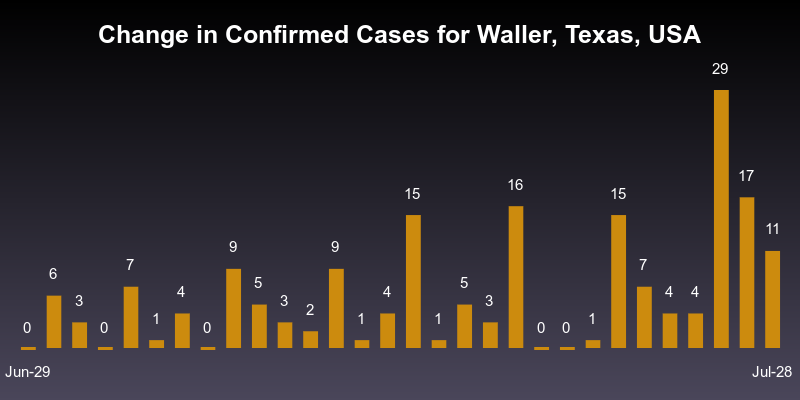 Change in Confirmed Cases for Waller, Texas, USA
0 6 3 0 7 1 4 0 9 5 3 2 9 1 4 15 1 5 3 16 0 0 1 15 7 4 4 29 17 11
Jun-29 Jul-28